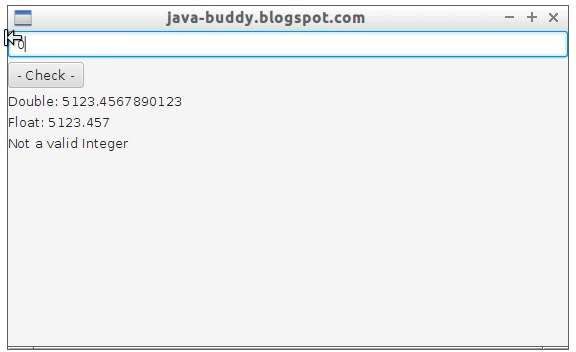 java-buddy.blogspot.com
0
- Check -
Double: 5123.4567890123
Float: 5123.457
Not a valid Integer